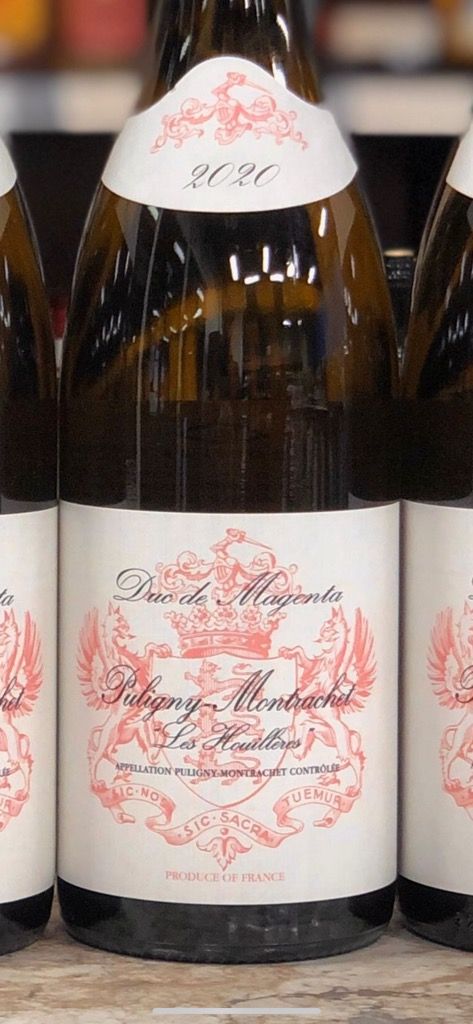 2020
Duc de Magenta
Puligny-Montrachet
"Les Houillères"
APPELLATION PULIGNY-MONTRACHET CONTRÔLÉE
SIC NOS SIC SACRA TUEMUR
PRODUCE OF FRANCE